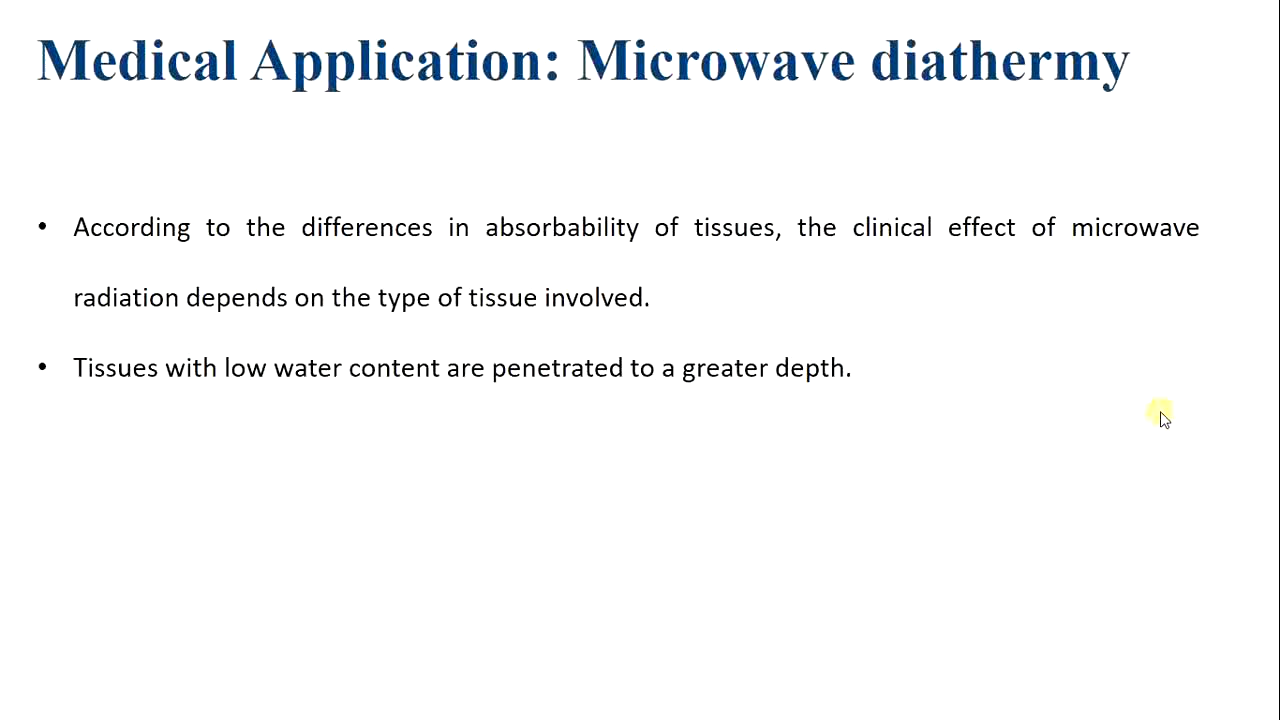 Medical Application: Microwave diathermy
• According to the differences in absorbability of tissues, the clinical effect of microwave
radiation depends on the type of tissue involved.
• Tissues with low water content are penetrated to a greater depth.